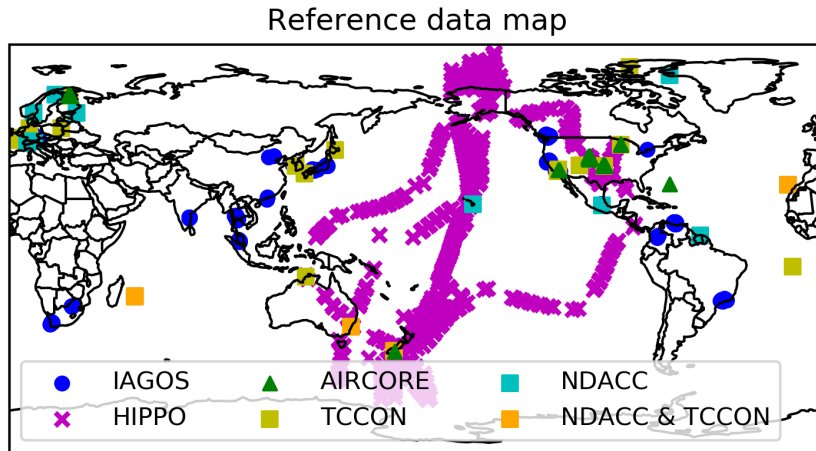 Reference data map
IAGOS AIRCORE NDACC
HIPPO TCCON NDACC & TCCON